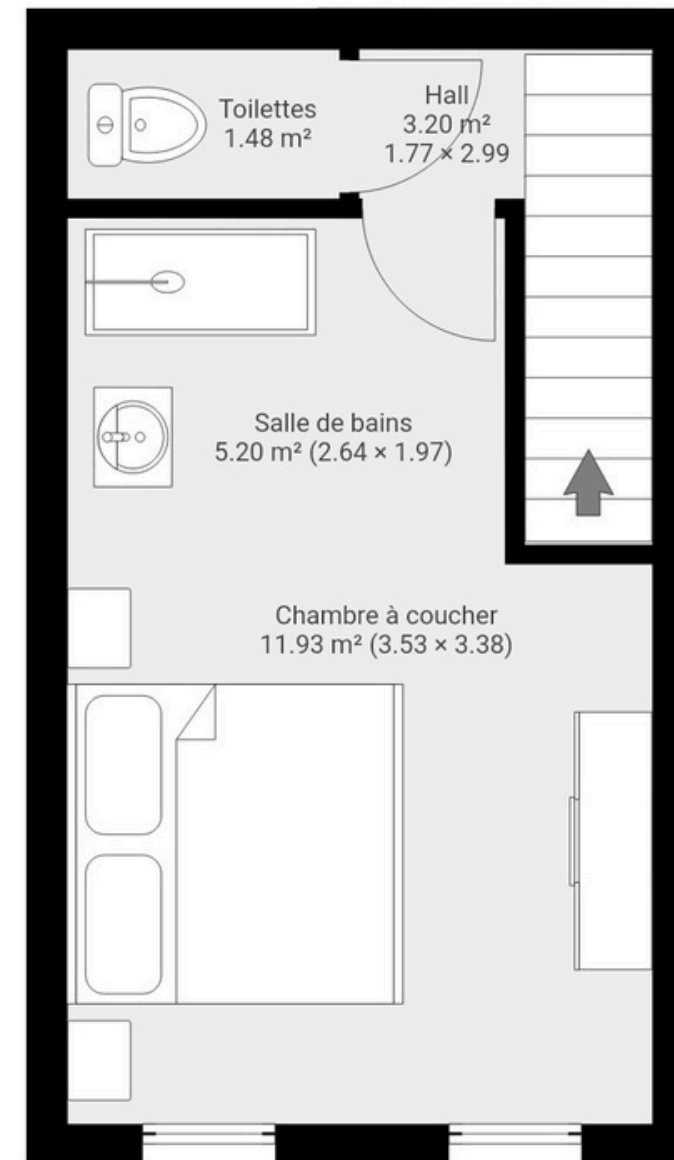 Toilettes
1.48 m²
Hall
3.20 m²
1.77 × 2.99
Salle de bains
5.20 m² (2.64 × 1.97)
Chambre à coucher
11.93 m² (3.53 × 3.38)